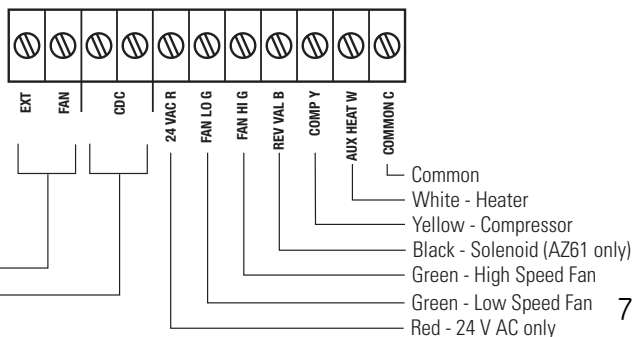 EXT
FAN
CDC
24 VAC R
FAN LO G
FAN HI G
REV VAL B
COMP Y
AUX HEAT W
COMMON C
Common
White - Heater
Yellow - Compressor
Black - Solenoid (AZ61 only)
Green - High Speed Fan
Green - Low Speed Fan
Red - 24 V AC only
7